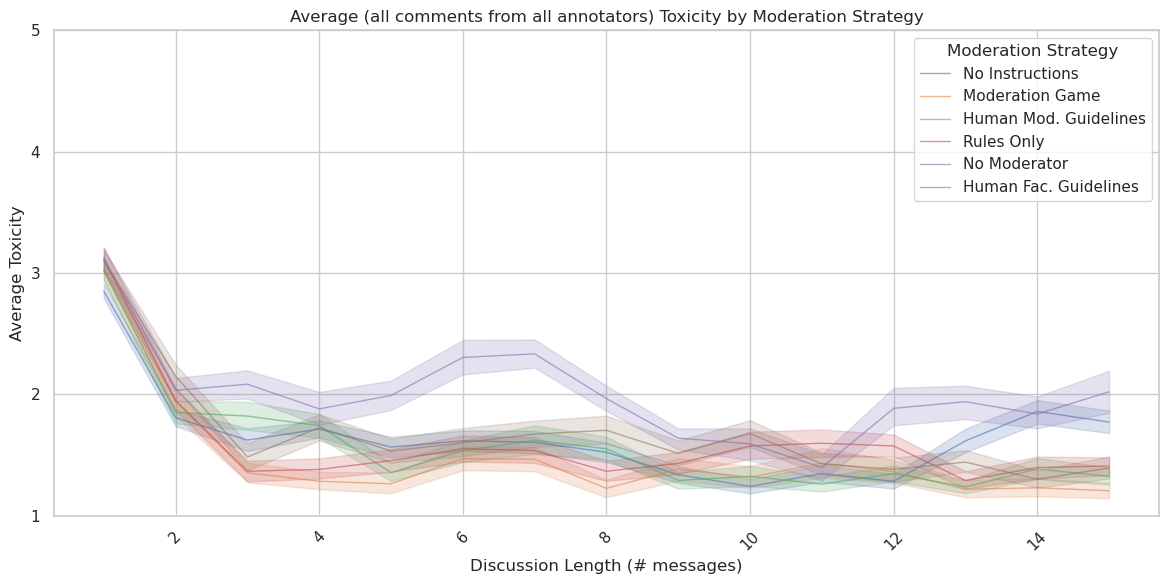 Average (all comments from all annotators) Toxicity by Moderation Strategy
5
4
3
2
1
Average Toxicity
Moderation Strategy
No Instructions
Moderation Game
Human Mod. Guidelines
Rules Only
No Moderator
Human Fac. Guidelines
2
4
6
8
10
12
14
Discussion Length (# messages)